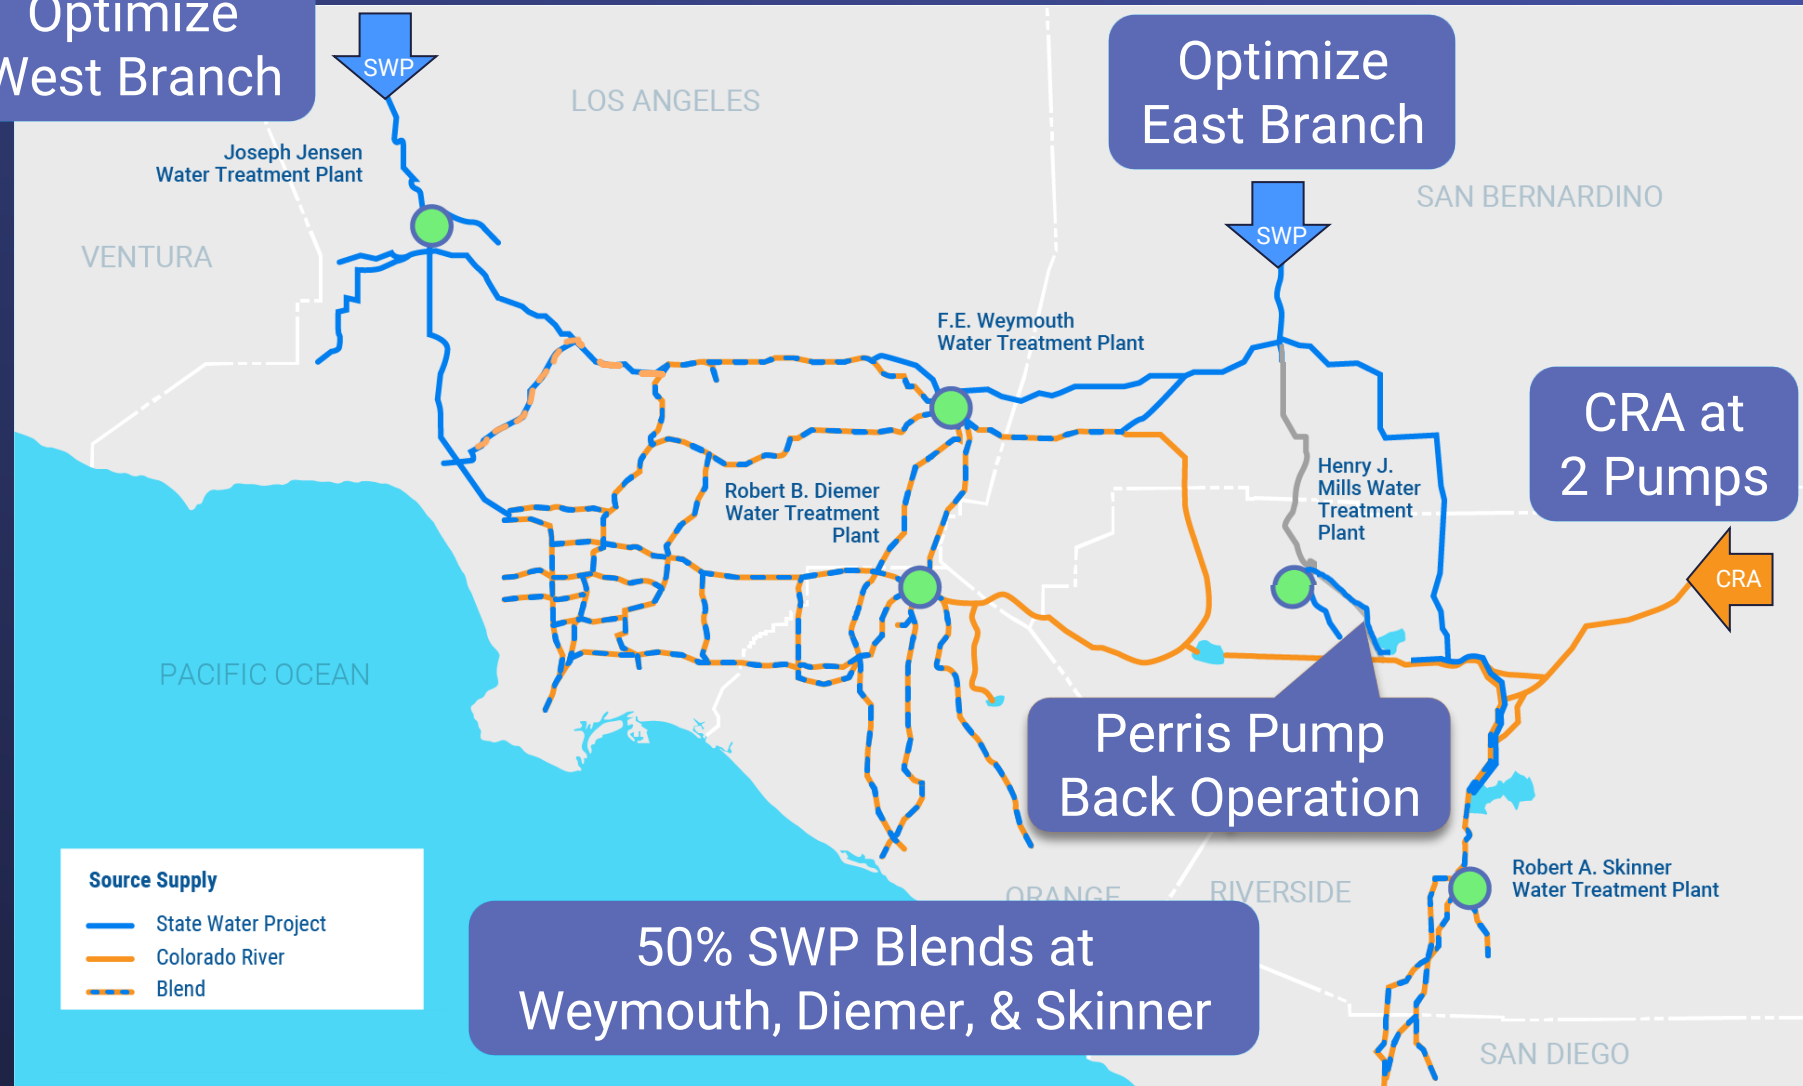 Optimize
West Branch
SWP
LOS ANGELES
Optimize
East Branch
Joseph Jensen
Water Treatment Plant
SAN BERNARDINO
SWP
VENTURA
F.E. Weymouth
Water Treatment Plant
CRA at
2 Pumps
Henry J.
Mills Water
Treatment
Plant
Robert B. Diemer
Water Treatment
Plant
CRA
PACIFIC OCEAN
Perris Pump
Back Operation
Source Supply
State Water Project
Colorado River
Blend
Robert A. Skinner
Water Treatment Plant
ORANGE
RIVERSIDE
50% SWP Blends at
Weymouth, Diemer, & Skinner
SAN DIEGO